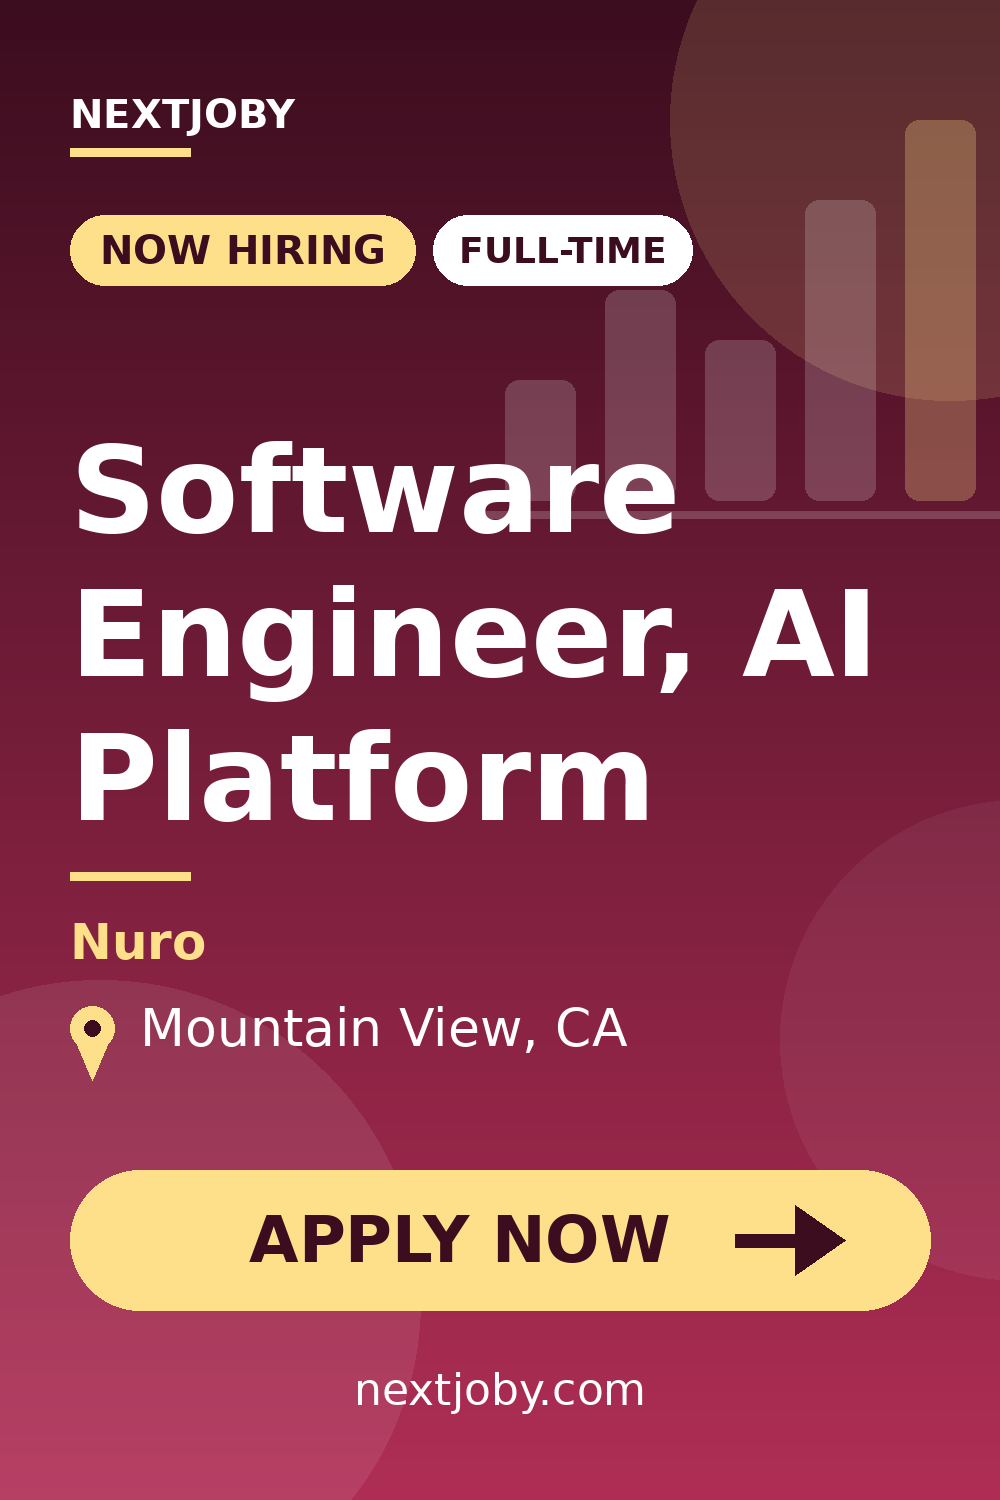 NEXTJOBY
NOW HIRING
FULL-TIME
Software
Engineer, AI
Platform
Nuro
Mountain View, CA
APPLY NOW
nextjoby.com